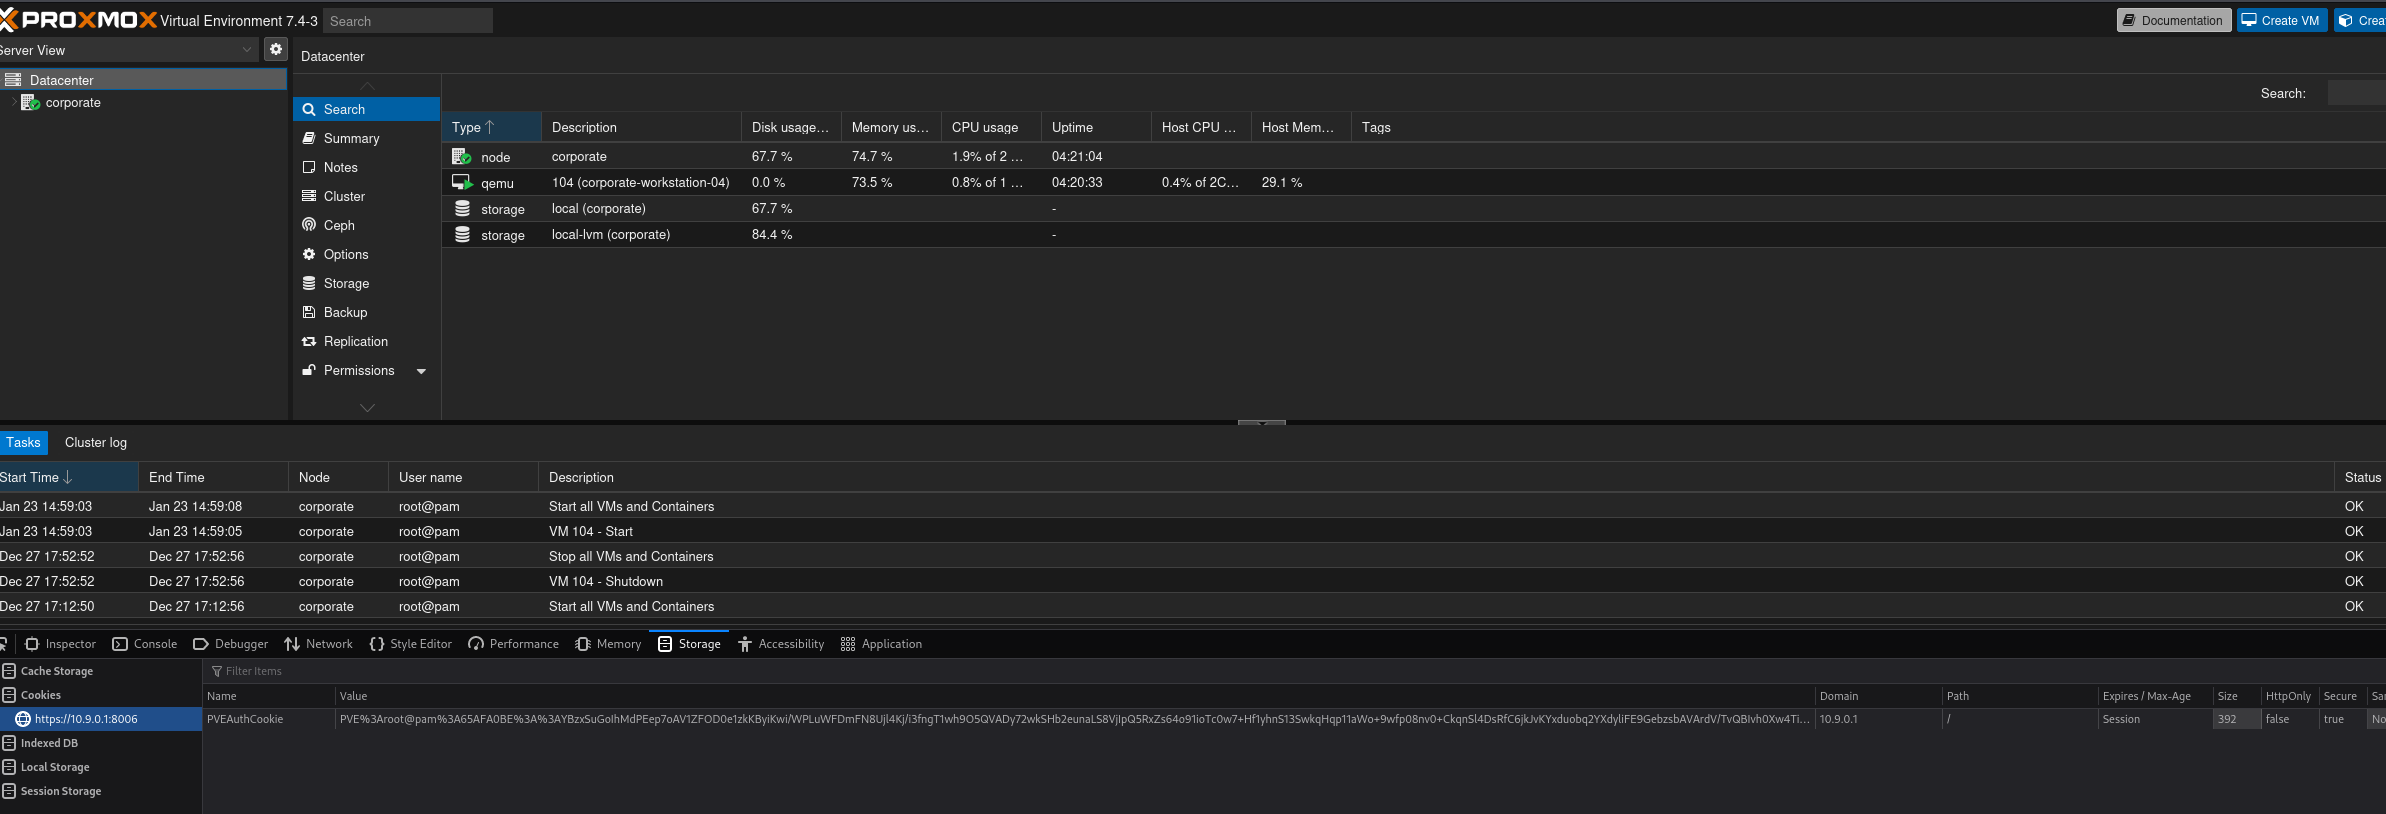 PROXMOX Virtual Environment 7.4-3 Search Documentation Create VM Crea
Server View Datacenter
Datacenter
corporate
Search:
Search
Summary
Notes
Cluster
Ceph
Options
Storage
Backup
Replication
Permissions
Type Description Disk usage... Memory us... CPU usage Uptime Host CPU ... Host Mem... Tags
node corporate 67.7 % 74.7 % 1.9% of 2 ... 04:21:04
qemu 104 (corporate-workstation-04) 0.0 % 73.5 % 0.8% of 1 ... 04:20:33 0.4% of 2C... 29.1 %
storage local (corporate) 67.7 % -
storage local-lvm (corporate) 84.4 % -
Tasks Cluster log
Start Time End Time Node User name Description Status
Jan 23 14:59:03 Jan 23 14:59:08 corporate root@pam Start all VMs and Containers OK
Jan 23 14:59:03 Jan 23 14:59:05 corporate root@pam VM 104 - Start OK
Dec 27 17:52:52 Dec 27 17:52:56 corporate root@pam Stop all VMs and Containers OK
Dec 27 17:52:52 Dec 27 17:52:56 corporate root@pam VM 104 - Shutdown OK
Dec 27 17:12:50 Dec 27 17:12:56 corporate root@pam Start all VMs and Containers OK
Inspector Console Debugger Network Style Editor Performance Memory Storage Accessibility Application
Cache Storage Filter Items
Cookies Name Value Domain Path Expires / Max-Age Size HttpOnly Secure Sa
https://10.9.0.1:8006 PVEAuthCookie 10.9.0.1 / Session 392 false true No
Indexed DB
Local Storage
Session Storage